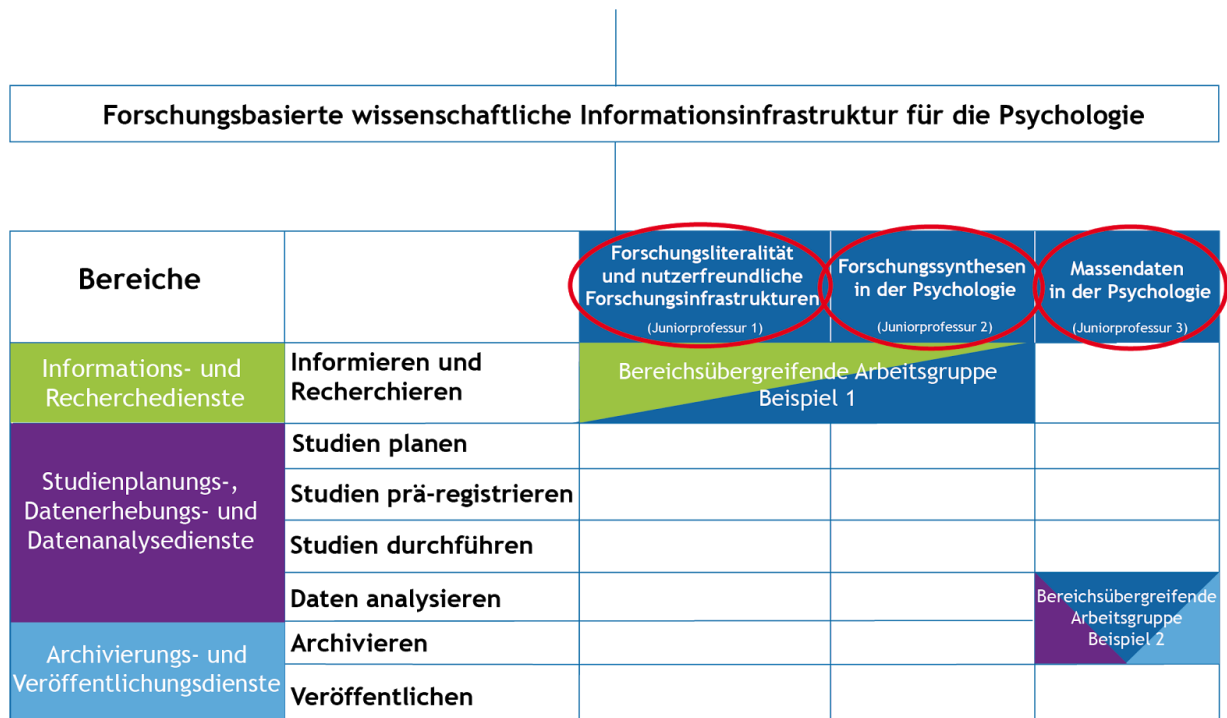 Forschungsbasierte wissenschaftliche Informationsinfrastruktur für die Psychologie
Bereiche
Forschungsliteralität
und nutzerfreundliche
Forschungsinfrastrukturen
(Juniorprofessur 1)
Forschungssynthesen
in der Psychologie
(Juniorprofessur 2)
Massendaten
in der Psychologie
(Juniorprofessur 3)
Informations- und
Recherchedienste
Informieren und
Recherchieren
Bereichsübergreifende Arbeitsgruppe
Beispiel 1
Studienplanungs-,
Datenerhebungs- und
Datenanalysedienste
Studien planen
Studien prä-registrieren
Studien durchführen
Daten analysieren
Bereichsübergreifende
Arbeitsgruppe
Beispiel 2
Archivierungs- und
Veröffentlichungsdienste
Archivieren
Veröffentlichen